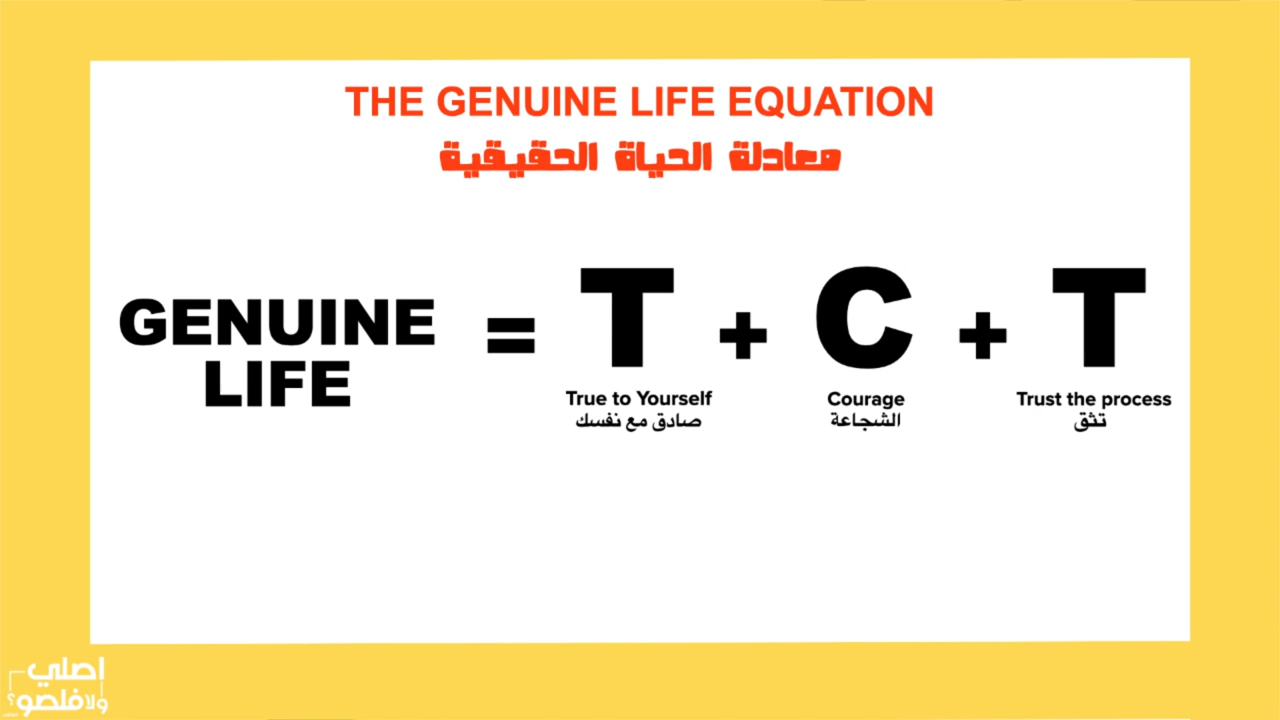 THE GENUINE LIFE EQUATION
معادلة الحياة الحقيقية
GENUINE
LIFE
= T + C + T
True to Yourself
صادق مع نفسك
Courage
الشجاعة
Trust the process
تثق
اصلي
ولا فلصو؟